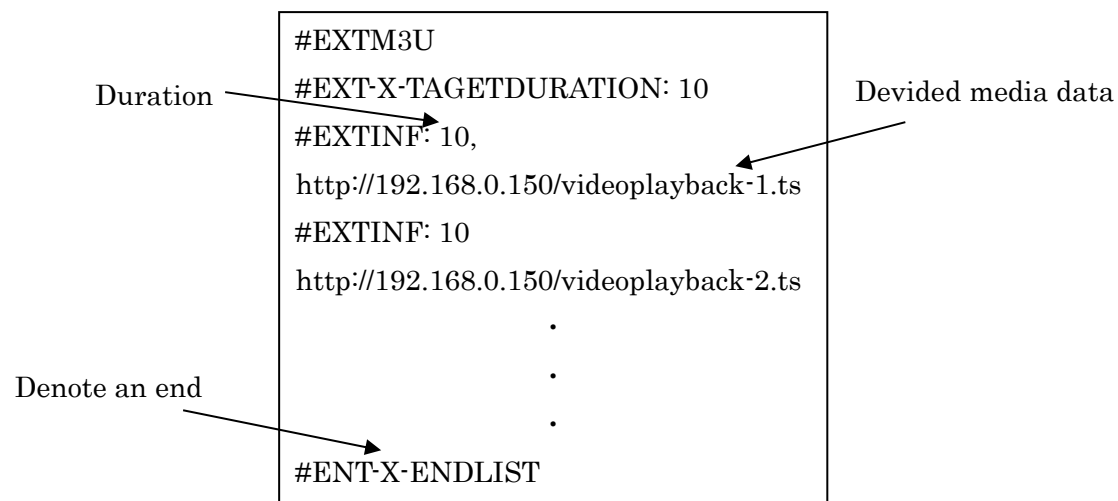 #EXTM3U
#EXT-X-TAGETDURATION: 10
Duration
Devided media data
#EXTINF: 10,
http://192.168.0.150/videoplayback-1.ts
#EXTINF: 10
http://192.168.0.150/videoplayback-2.ts
.
.
Denote an end
.
#ENT-X-ENDLIST